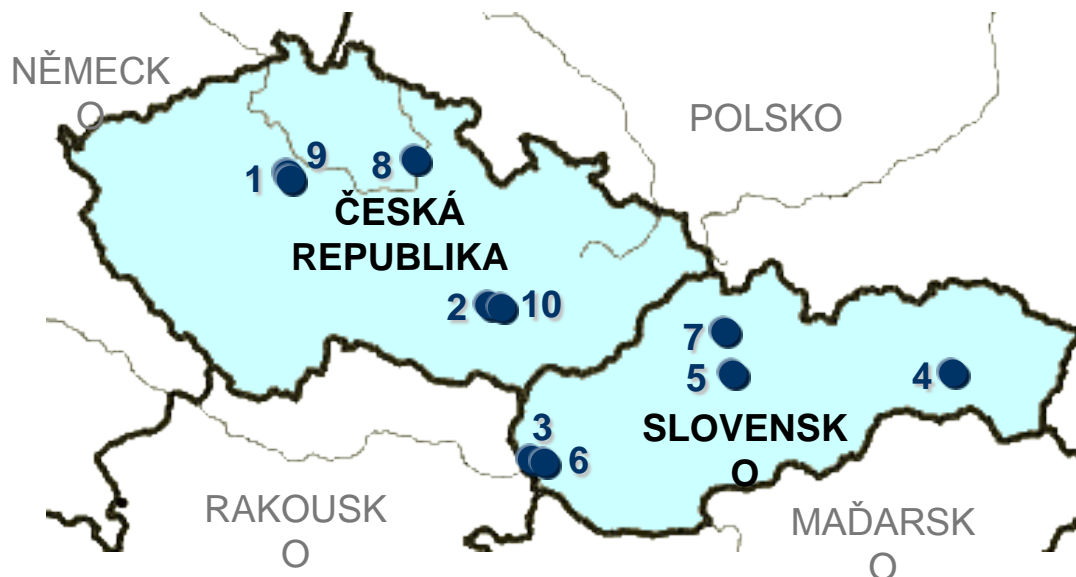 NĚMECK
O
POLSKO
9
8
1
ČESKÁ
REPUBLIKA
2
10
7
5
4
3
SLOVENSK
O
6
RAKOUSK
O
MAĎARSK
O